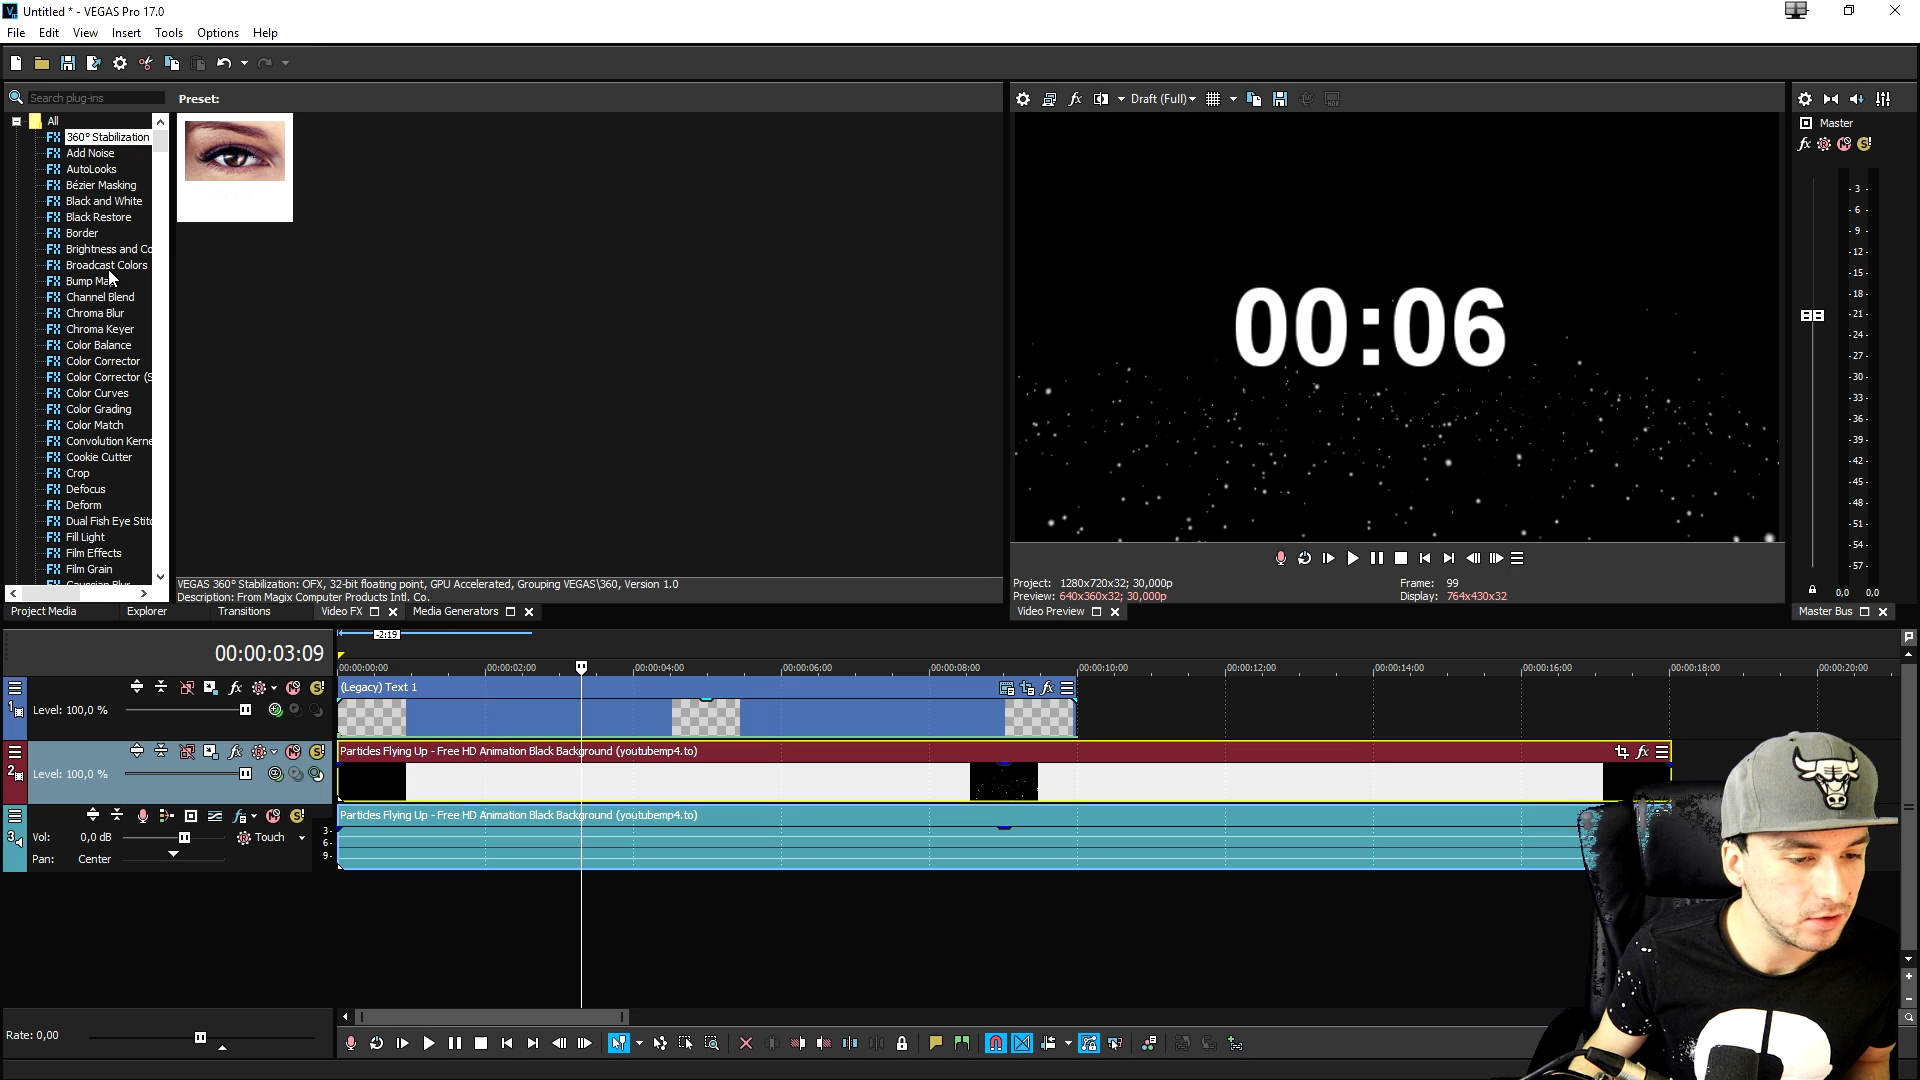 Untitled * - VEGAS Pro 17.0
File Edit View Insert Tools Options Help
Search plug-ins
Preset:
Draft (Full)
All
360° Stabilization
Add Noise
AutoLooks
Bézier Masking
Black and White
Black Restore
Border
Brightness and Co
Broadcast Colors
Bump Ma
Channel Blend
Chroma Blur
Chroma Keyer
Color Balance
Color Corrector
Color Corrector (S
Color Curves
Color Grading
Color Match
Convolution Kerne
Cookie Cutter
Crop
Defocus
Deform
Dual Fish Eye Stitc
Fill Light
Film Effects
Film Grain
Gaussian Blur
VEGAS 360° Stabilization: OFX, 32-bit floating point, GPU Accelerated, Grouping VEGAS\360, Version 1.0
Description: From Magix Computer Products Intl. Co.
Project Media Explorer Transitions Video FX Media Generators
00:06
Project: 1280x720x32; 30,000p
Preview: 640x360x32; 30,000p
Frame: 99
Display: 764x430x32
Video Preview
Master
-3-
-6-
-9-
-12-
-15-
-18-
-21-
-24-
-27-
-30-
-33-
-36-
-39-
-42-
-45-
-48-
-51-
-54-
-57-
0,0 0,0
Master Bus
00:00:03:09
-2:19
00:00:00:00 00:00:02:00 00:00:04:00 00:00:06:00 00:00:08:00 00:00:10:00 00:00:12:00 00:00:14:00 00:00:16:00 00:00:18:00 00:00:20:00
1
Level: 100,0 %
(Legacy) Text 1
2
Level: 100,0 %
Particles Flying Up - Free HD Animation Black Background (youtubemp4.to)
3
Vol: 0,0 dB
Touch
Pan: Center
3-
6-
9-
Particles Flying Up - Free HD Animation Black Background (youtubemp4.to)
Rate: 0,00